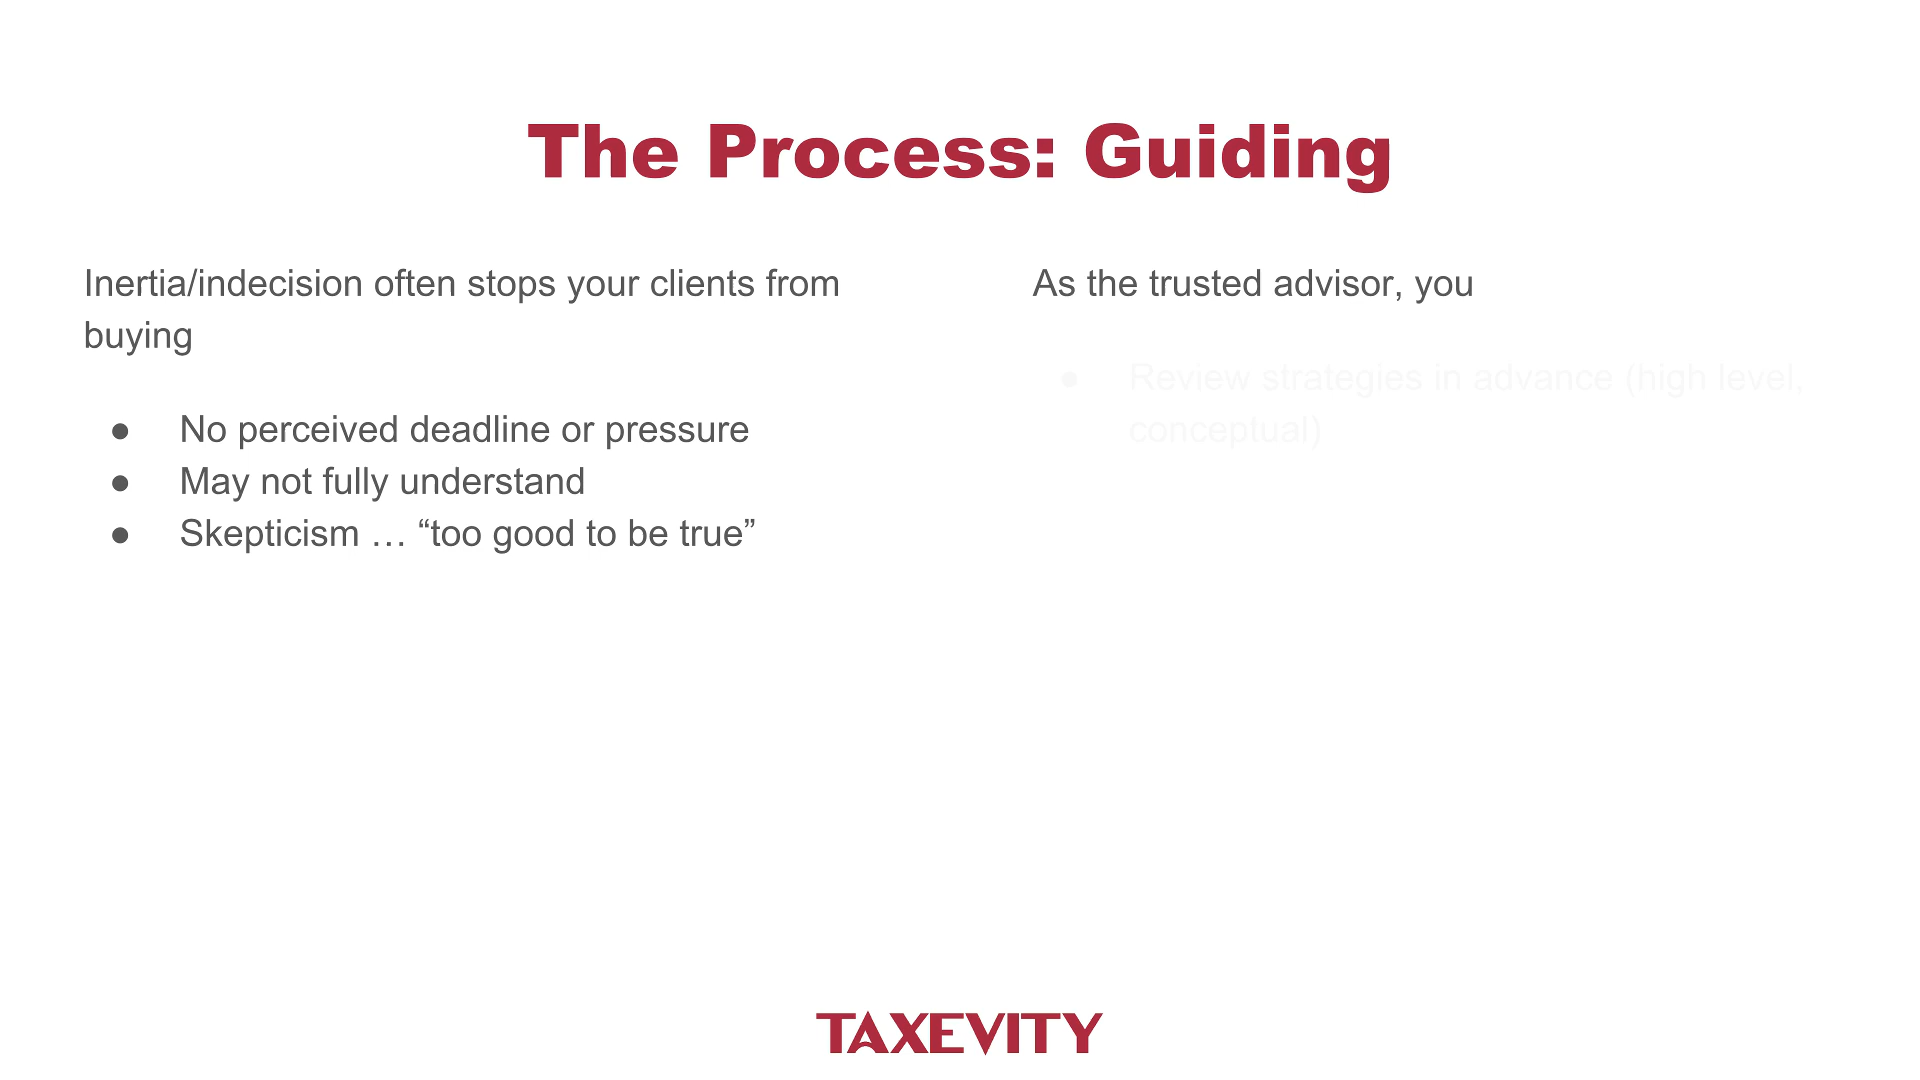 The Process: Guiding
Inertia/indecision often stops your clients from
buying
● No perceived deadline or pressure
● May not fully understand
● Skepticism … “too good to be true”
As the trusted advisor, you
● Review strategies in advance (high level,
conceptual)
TAXEVITY